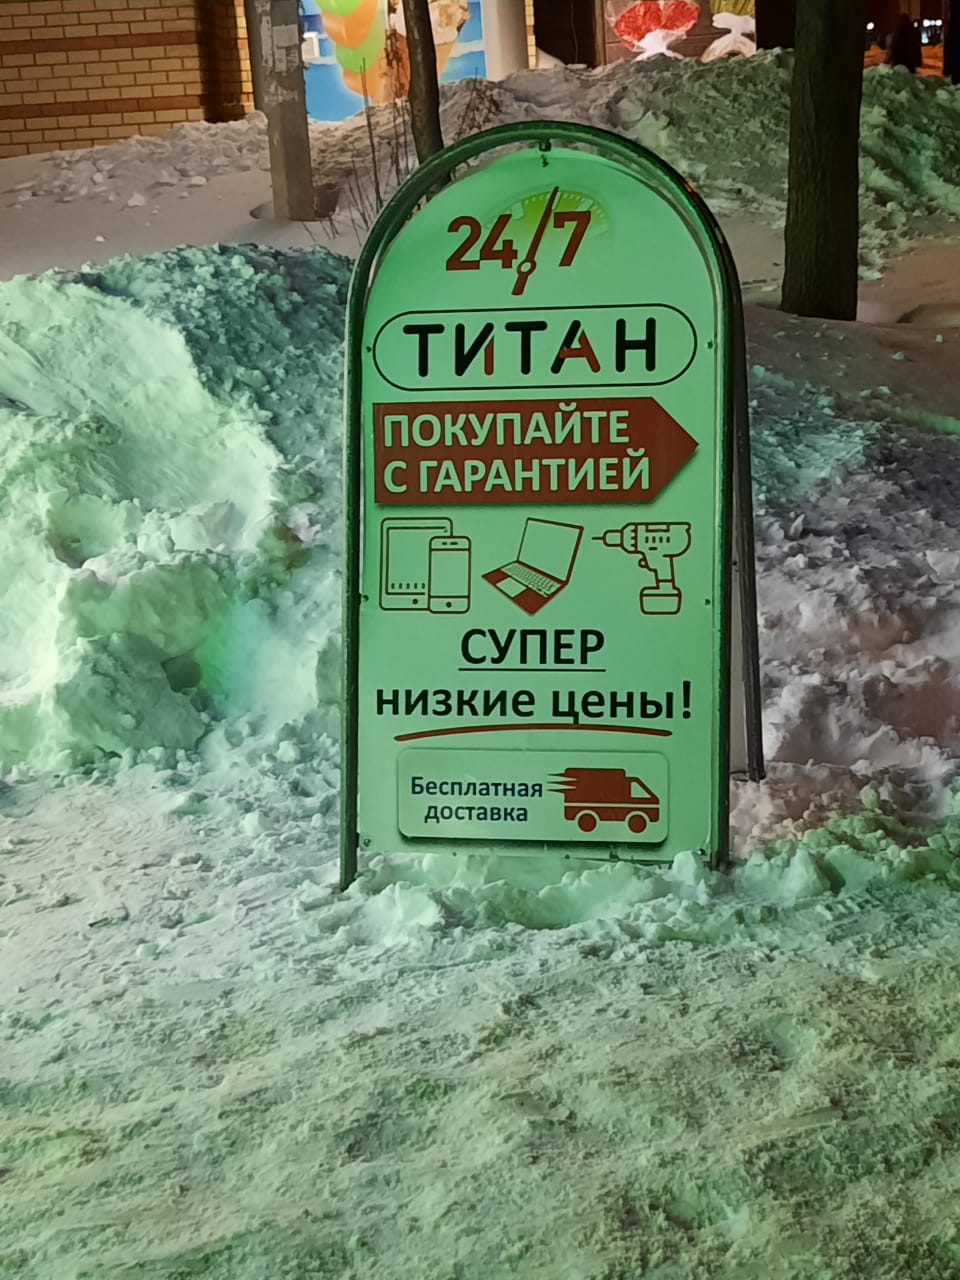 24/7
ТИТАН
ПОКУПАЙТЕ
С ГАРАНТИЕЙ
СУПЕР
низкие цены!
Бесплатная
доставка